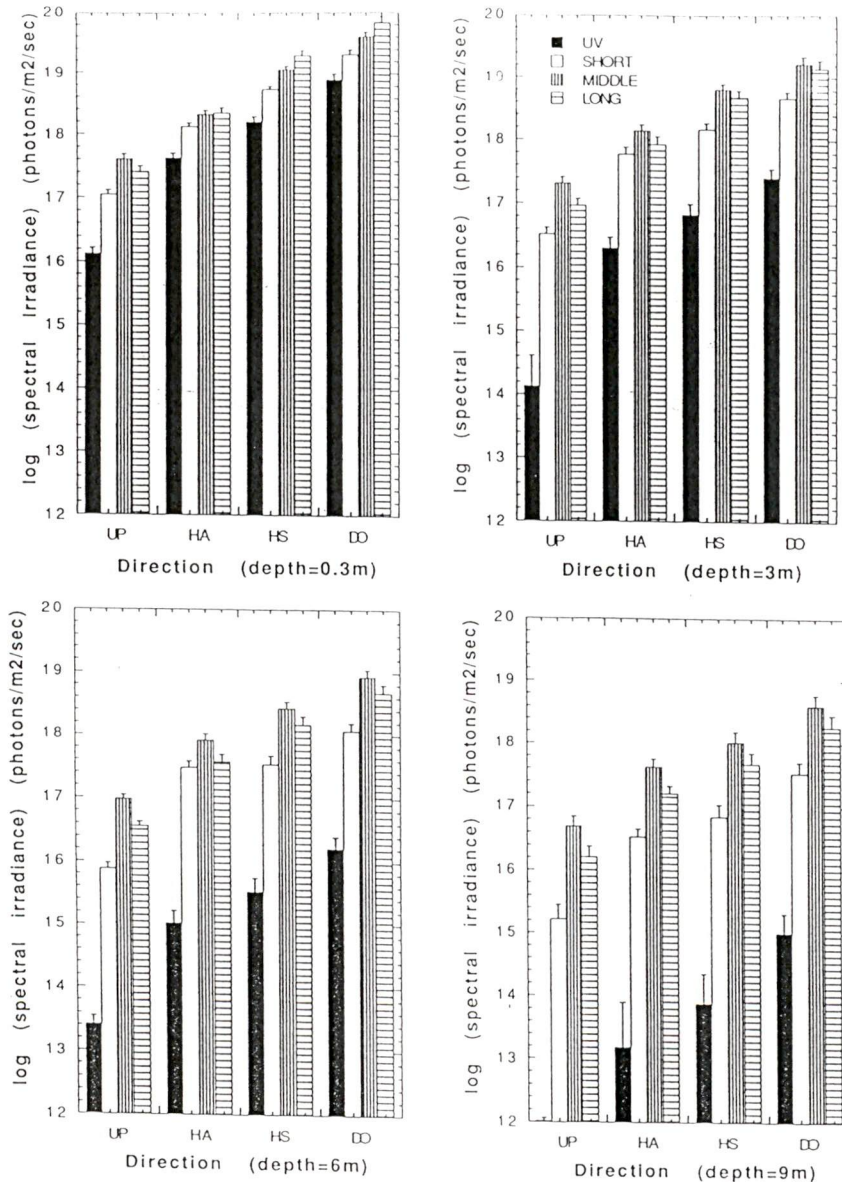 log (spectral irradiance) (photons/m2/sec)
20
19
18
17
16
15
14
13
12
UP HA HS DO
Direction (depth=0.3m)
log (spectral irradiance) (photons/m2/sec)
20
19
18
17
16
15
14
13
12
UV
SHORT
MIDDLE
LONG
UP HA HS DO
Direction (depth=3m)
log (spectral irradiance) (photons/m2/sec)
20
19
18
17
16
15
14
13
12
UP HA HS DO
Direction (depth=6m)
log (spectral irradiance) (photons/m2/sec)
20
19
18
17
16
15
14
13
12
UP HA HS DO
Direction (depth=9m)